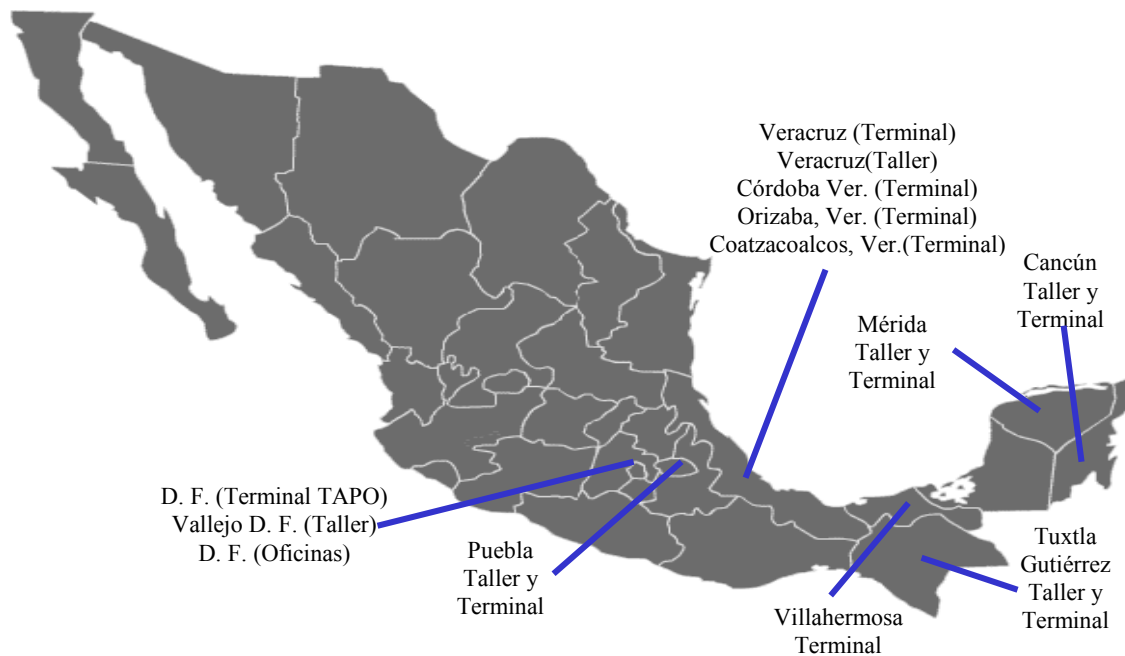 Veracruz (Terminal)
Veracruz(Taller)
Córdoba Ver. (Terminal)
Orizaba, Ver. (Terminal)
Coatzacoalcos, Ver.(Terminal)
Cancún
Taller y
Terminal
Mérida
Taller y
Terminal
D. F. (Terminal TAPO)
Vallejo D. F. (Taller)
D. F. (Oficinas)
Puebla
Taller y
Terminal
Villahermosa
Terminal
Tuxtla
Gutiérrez
Taller y
Terminal